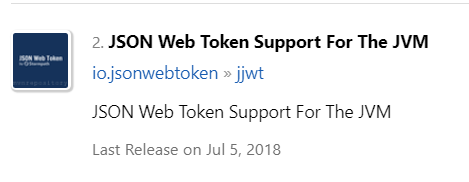 2. JSON Web Token Support For The JVM
JSON Web Token
io.jsonwebtoken » jjwt
JSON Web Token Support For The JVM
Last Release on Jul 5, 2018